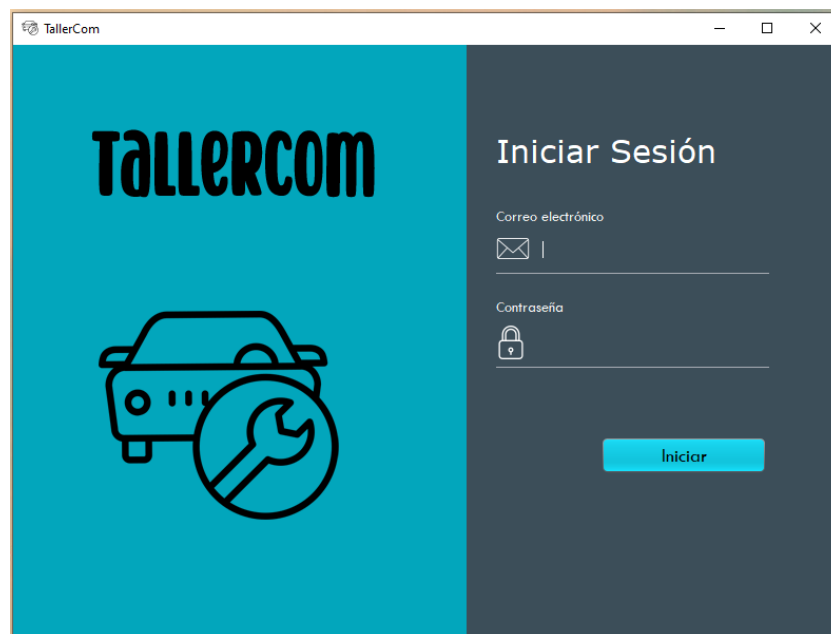 TallerCom
TalleRcom
Iniciar Sesión
Correo electrónico
Contraseña
Iniciar